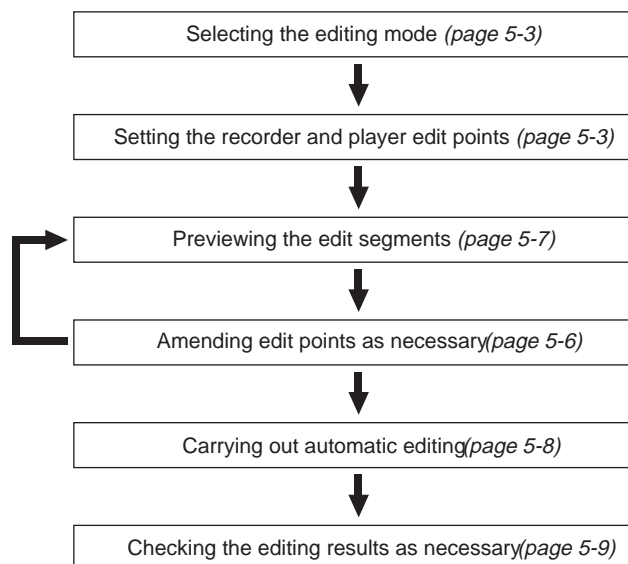 Selecting the editing mode (page 5-3)
Setting the recorder and player edit points (page 5-3)
Previewing the edit segments (page 5-7)
Amending edit points as necessary(page 5-6)
Carrying out automatic editing(page 5-8)
Checking the editing results as necessary(page 5-9)